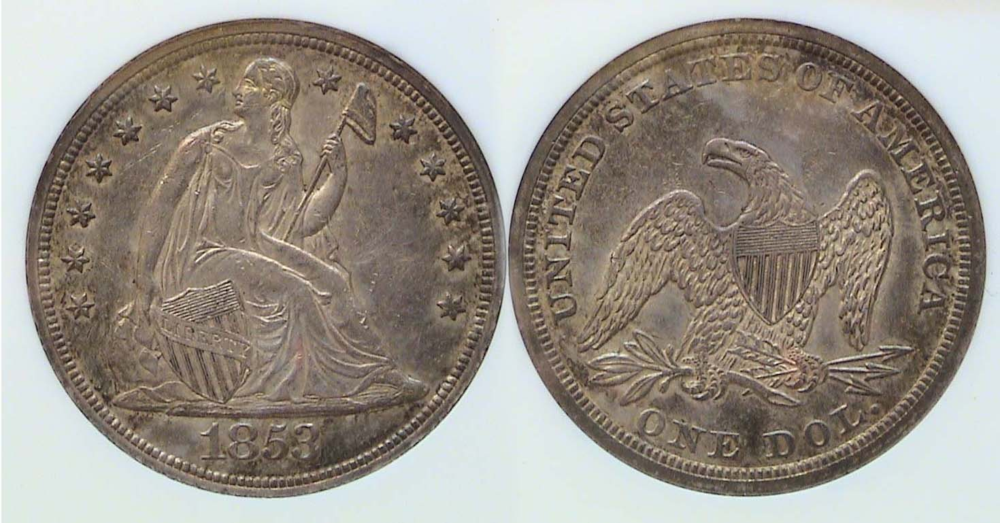 LIBERTY
1853
UNITED STATES OF AMERICA
ONE DOL.